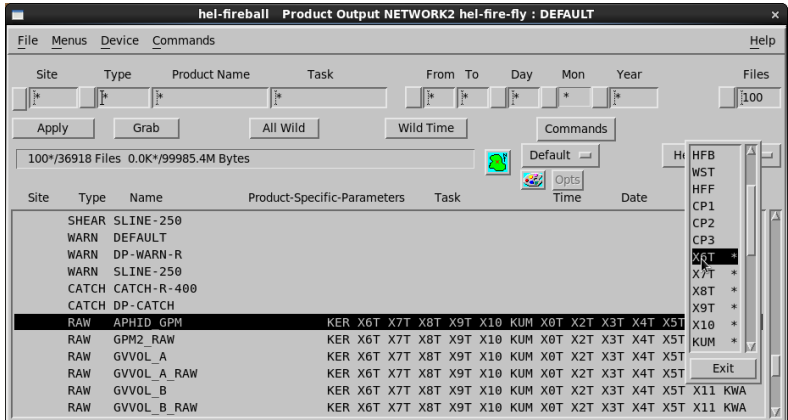 hel-fireball Product Output NETWORK2 hel-fire-fly : DEFAULT
File Menus Device Commands Help
Site Type Product Name Task From To Day Mon Year Files
* * * * * * * * * 100
Apply Grab All Wild Wild Time Commands
100*/36918 Files 0.0K*/99985.4M Bytes
Default He
Opts
Site Type Name Product-Specific-Parameters Task Time Date
SHEAR SLINE-250
WARN DEFAULT
WARN DP-WARN-R
WARN SLINE-250
CATCH CATCH-R-400
CATCH DP-CATCH
RAW APHID_GPM KER X6T X7T X8T X9T X10 KUM X0T X2T X3T X4T X5T
RAW GPM2_RAW KER X6T X7T X8T X9T X10 KUM X0T X2T X3T X4T X5T
RAW GVVOL_A KER X6T X7T X8T X9T X10 KUM X0T X2T X3T X4T X5T
RAW GVVOL_A_RAW KER X6T X7T X8T X9T X10 KUM X0T X2T X3T X4T X5T
RAW GVVOL_B KER X6T X7T X8T X9T X10 KUM X0T X2T X3T X4T X5T X11 KWA
RAW GVVOL_B_RAW KER X6T X7T X8T X9T X10 KUM X0T X2T X3T X4T X5T X11 KWA
HFB
WST
HFF
CP1
CP2
CP3
X6T *
X7T *
X8T *
X9T *
X10 *
KUM *
Exit